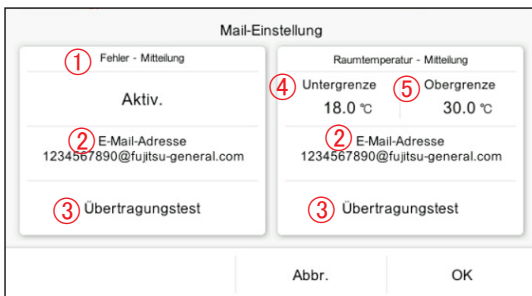 Mail-Einstellung
① Fehler - Mitteilung
Aktiv.
② E-Mail-Adresse
1234567890@fujitsu-general.com
③ Übertragungstest
Raumtemperatur - Mitteilung
④ Untergrenze ⑤ Obergrenze
18.0 °C 30.0 °C
② E-Mail-Adresse
1234567890@fujitsu-general.com
③ Übertragungstest
Abbr. OK